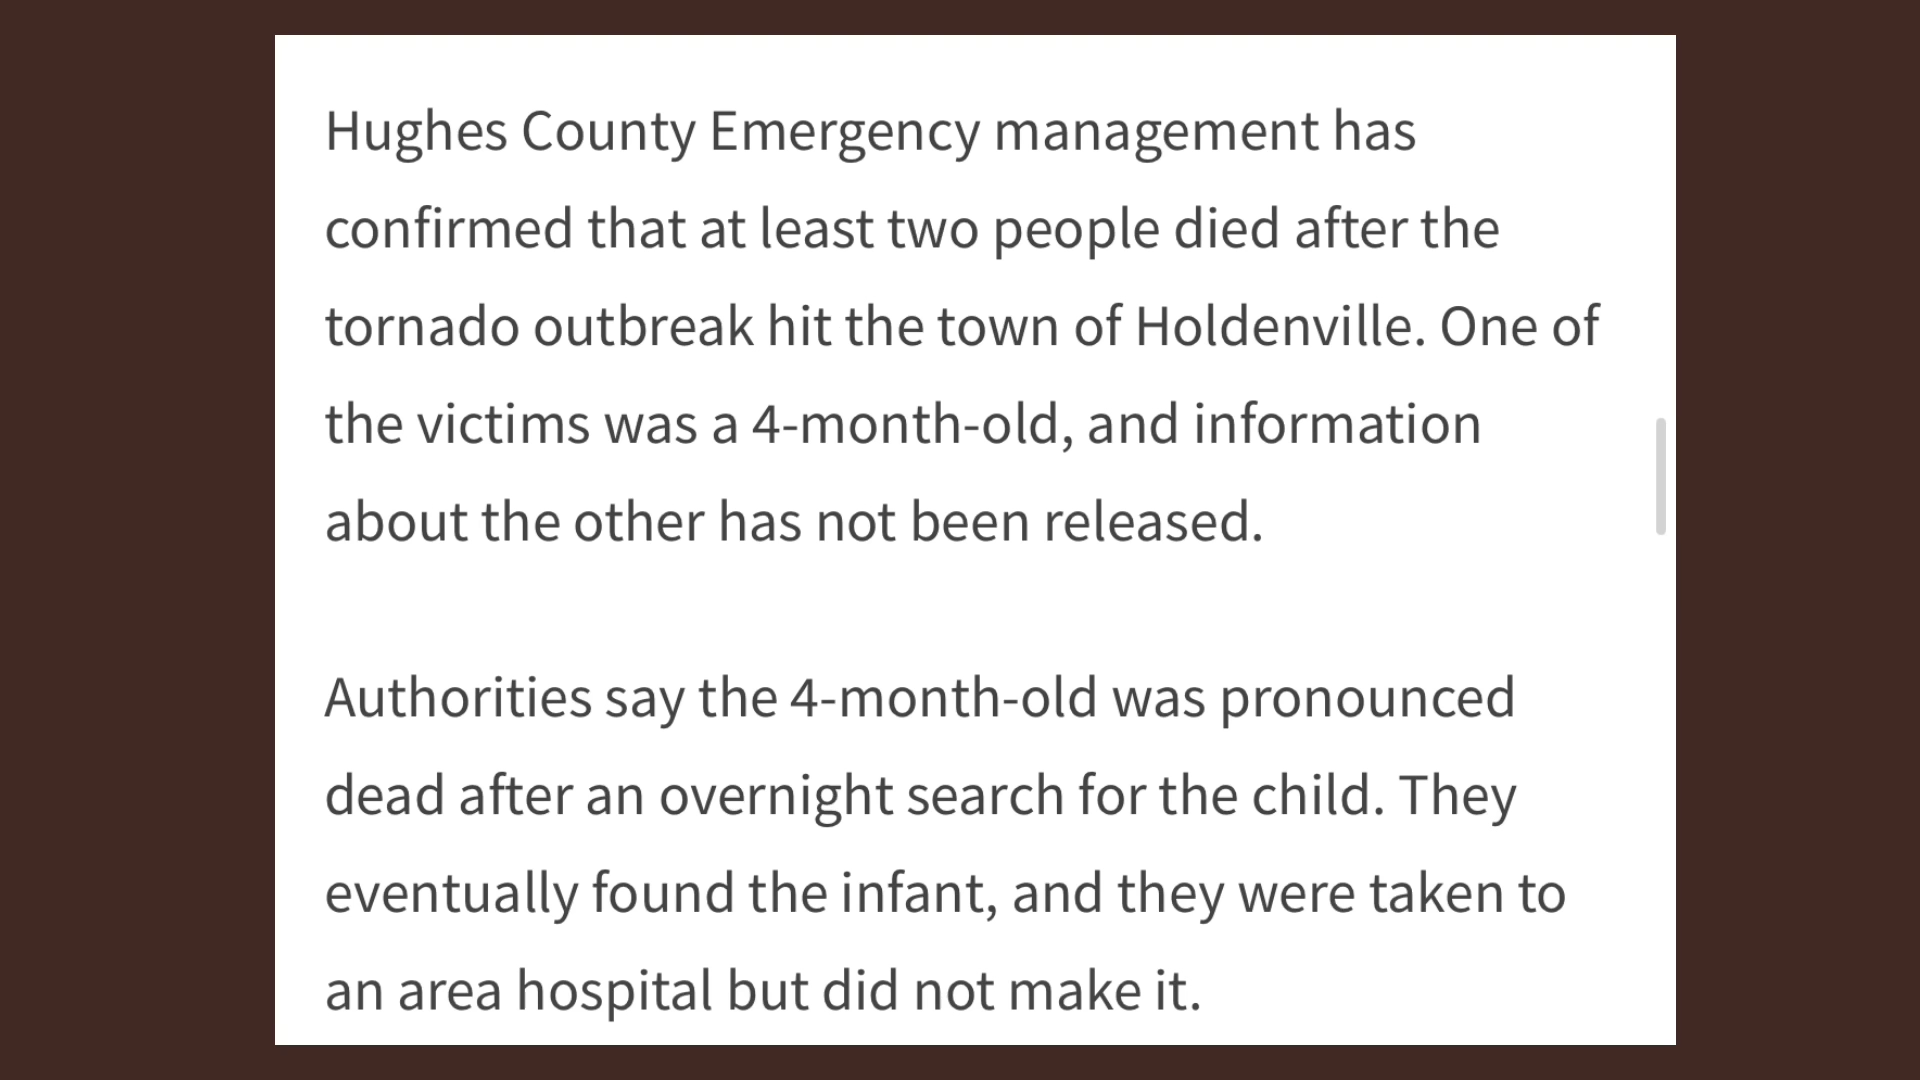 Hughes County Emergency management has
confirmed that at least two people died after the
tornado outbreak hit the town of Holdenville. One of
the victims was a 4-month-old, and information
about the other has not been released.
Authorities say the 4-month-old was pronounced
dead after an overnight search for the child. They
eventually found the infant, and they were taken to
an area hospital but did not make it.